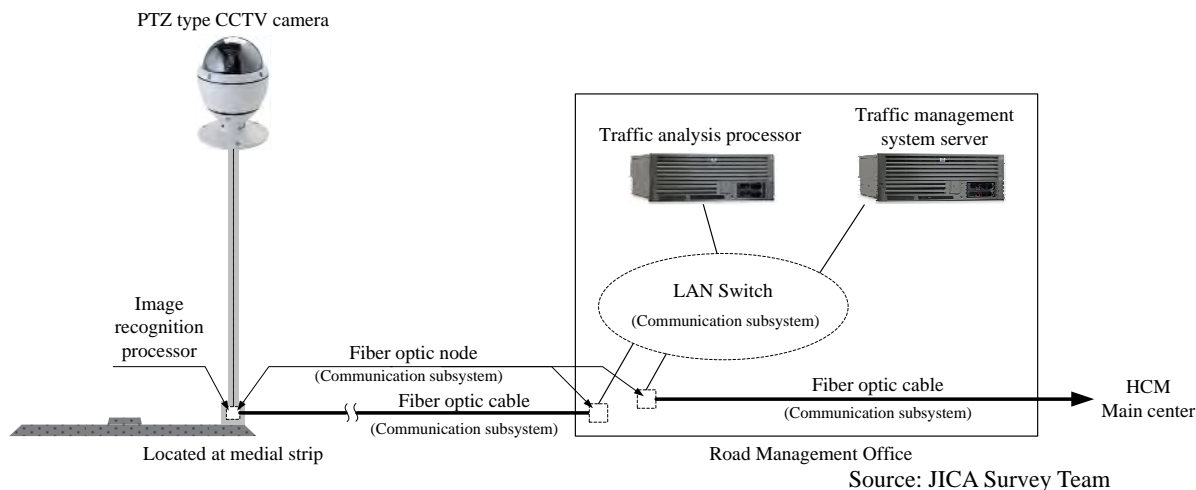 PTZ type CCTV camera
Traffic analysis processor
Traffic management
system server
LAN Switch
(Communication subsystem)
Image
recognition
processor
Fiber optic node
(Communication subsystem)
Fiber optic cable
(Communication subsystem)
Fiber optic cable
(Communication subsystem)
HCM
Main center
Located at medial strip
Road Management Office
Source: JICA Survey Team